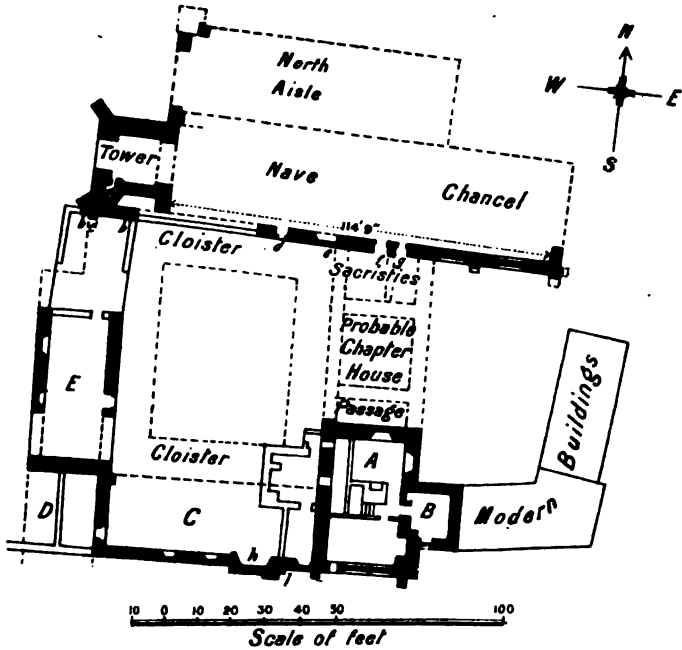 N
W E
S
North
Aisle
Tower
Nave
Chancel
114' 9"
Cloister
Sacristies
Probable
Chapter
House
Passage
Cloister
A
B
C
D
E
h
Modern
Buildings
10 0 10 20 30 40 50 100
Scale of feet